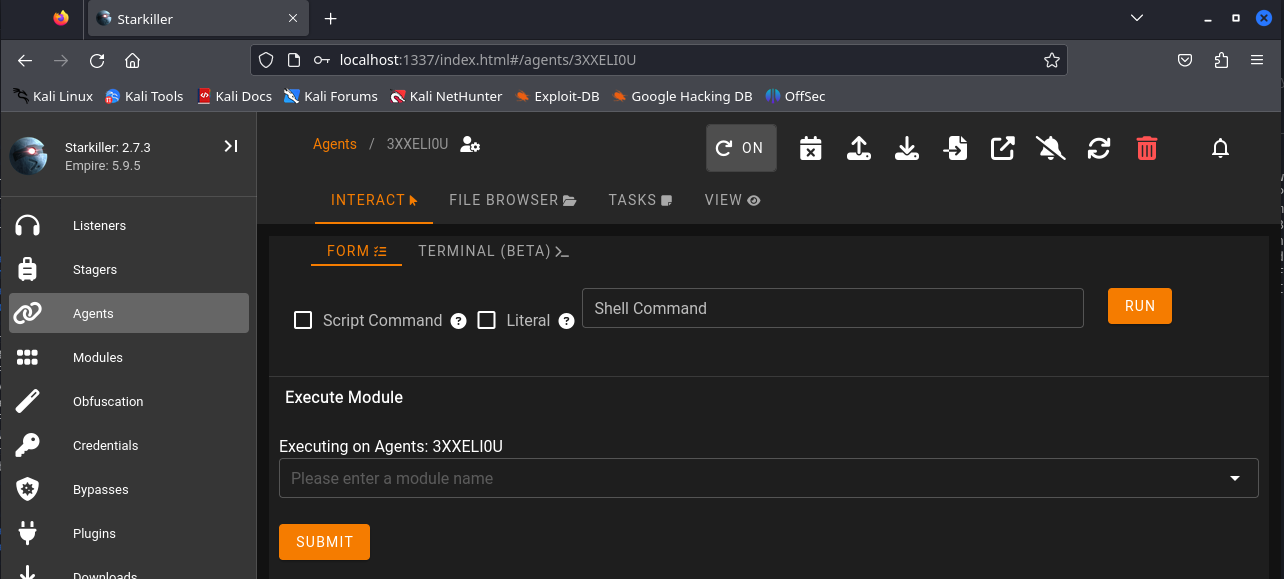 Starkiller
localhost:1337/index.html#/agents/3XXELI0U
Kali Linux Kali Tools Kali Docs Kali Forums Kali NetHunter Exploit-DB Google Hacking DB OffSec
Starkiller: 2.7.3
Empire: 5.9.5
Agents / 3XXELI0U ON
INTERACT FILE BROWSER TASKS VIEW
Listeners
Stagers
Agents
Modules
Obfuscation
Credentials
Bypasses
Plugins
Downloads
FORM TERMINAL (BETA)
Script Command ? Literal ? Shell Command RUN
Execute Module
Executing on Agents: 3XXELI0U
Please enter a module name
SUBMIT